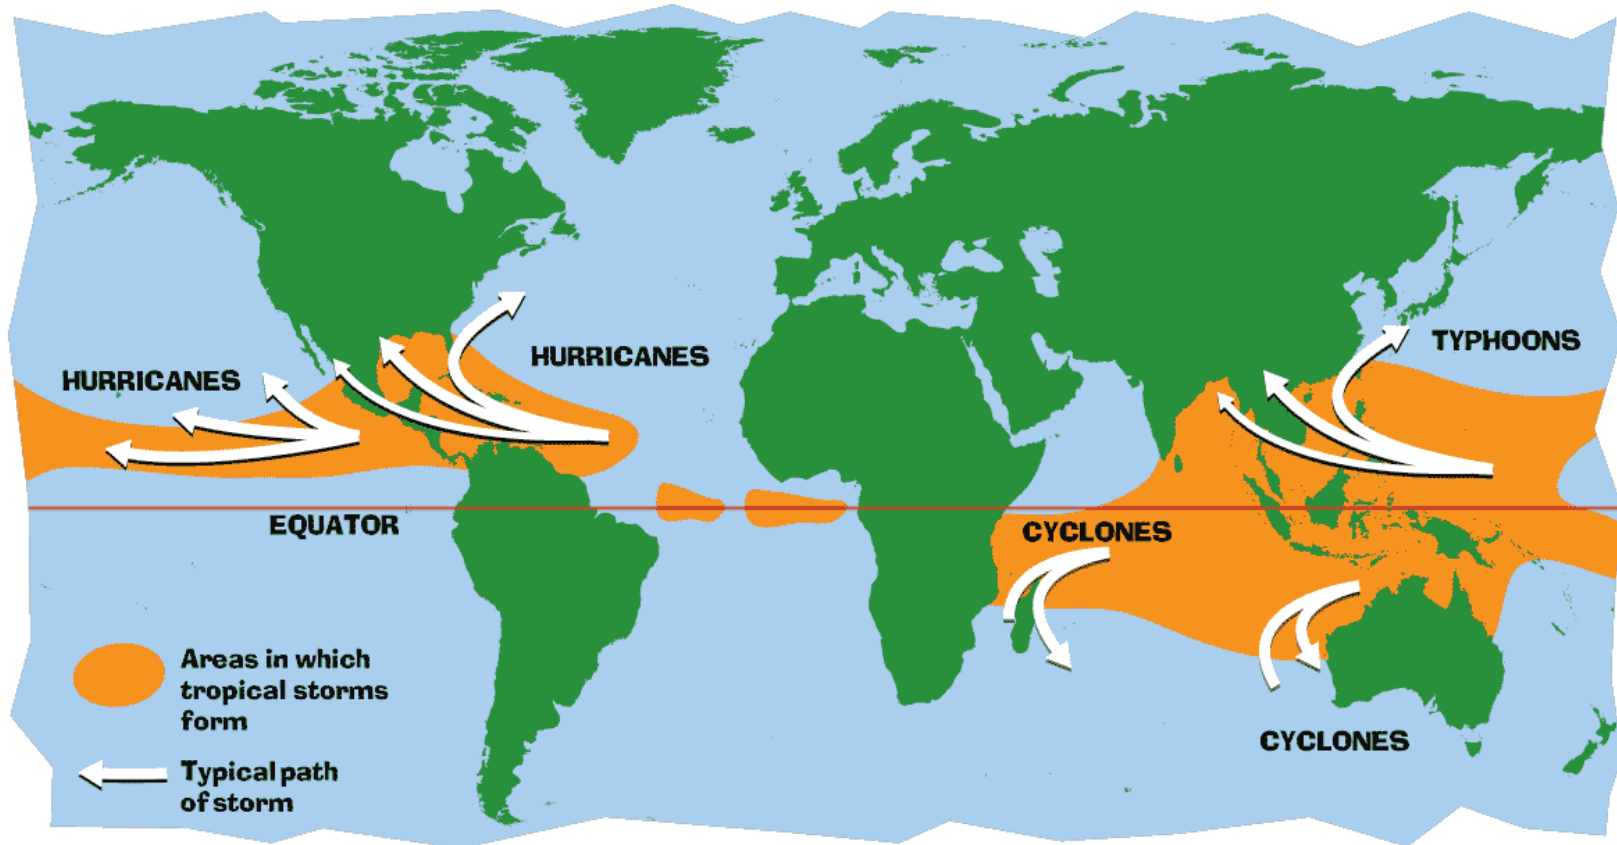 HURRICANES
HURRICANES
TYPHOONS
EQUATOR
CYCLONES
CYCLONES
Areas in which
tropical storms
form
Typical path
of storm